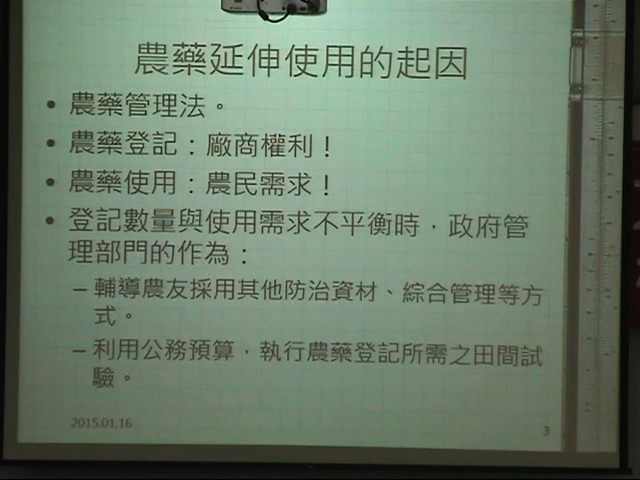 農藥延伸使用的起因
• 農藥管理法。
• 農藥登記：廠商權利！
• 農藥使用：農民需求！
• 登記數量與使用需求不平衡時，政府管
理部門的作為：
– 輔導農友採用其他防治資材、綜合管理等方
式。
– 利用公務預算，執行農藥登記所需之田間試
驗。
2015.01.16
3